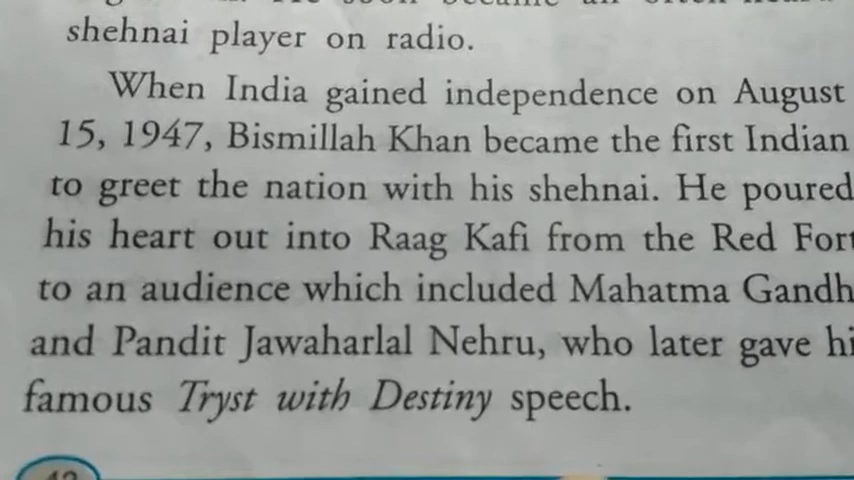 shehnai player on radio.
When India gained independence on August
15, 1947, Bismillah Khan became the first Indian
to greet the nation with his shehnai. He poured
his heart out into Raag Kafi from the Red Fort
to an audience which included Mahatma Gandh
and Pandit Jawaharlal Nehru, who later gave hi
famous Tryst with Destiny speech.